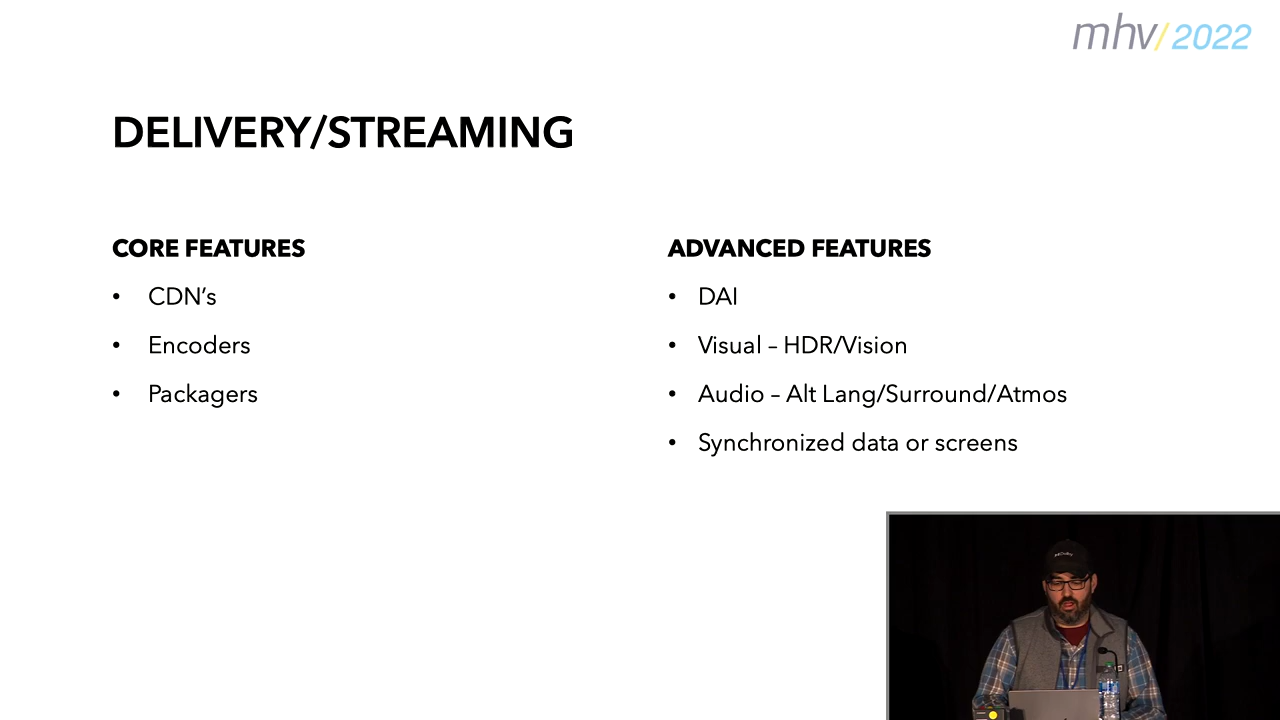 mhv/2022
DELIVERY/STREAMING
CORE FEATURES
• CDN’s
• Encoders
• Packagers
ADVANCED FEATURES
• DAI
• Visual – HDR/Vision
• Audio – Alt Lang/Surround/Atmos
• Synchronized data or screens